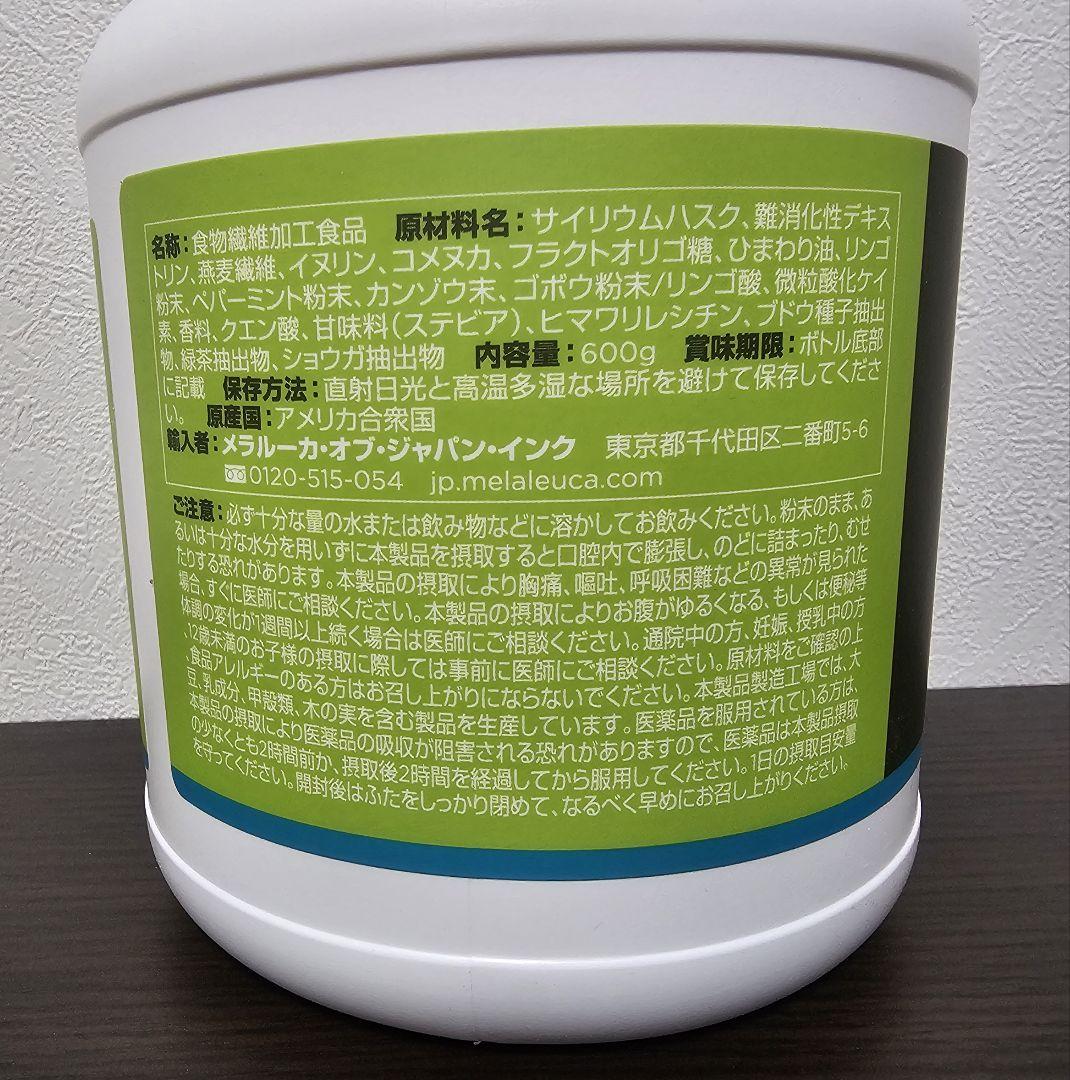 名称：食物繊維加工食品　原材料名：サイリウムハスク、難消化性デキス
トリン、燕麦繊維、イヌリン、コメヌカ、フラクトオリゴ糖、ひまわり油、リンゴ
粉末、ペパーミント粉末、カンゾウ末、ゴボウ粉末/リンゴ酸、微粒酸化ケイ
素、香料、クエン酸、甘味料（ステビア）、ヒマワリレシチン、ブドウ種子抽出
物、緑茶抽出物、ショウガ抽出物　内容量：600g　賞味期限：ボトル底部
に記載　保存方法：直射日光と高温多湿な場所を避けて保存してくださ
い。　原産国：アメリカ合衆国
輸入者：メラルーカ・オブ・ジャパン・インク　東京都千代田区二番町5-6
0120-515-054　jp.melaleuca.com
ご注意：必ず十分な量の水または飲み物などに溶かしてお飲みください。粉末のまま、あ
るいは十分な水分を用いずに本製品を摂取すると口腔内で膨張し、のどに詰まったり、むせ
たりする恐れがあります。本製品の摂取により胸痛、嘔吐、呼吸困難などの異常が見られた
場合、すぐに医師にご相談ください。本製品の摂取によりお腹がゆるくなる、もしくは便秘等
体調の変化が1週間以上続く場合は医師にご相談ください。通院中の方、妊娠、授乳中の方
、12歳未満のお子様の摂取に際しては事前に医師にご相談ください。原材料をご確認の上
食品アレルギーのある方はお召し上がりにならないでください。本製品製造工場では、大
豆、乳成分、甲殻類、木の実を含む製品を生産しています。医薬品を服用されている方は、
本製品の摂取により医薬品の吸収が阻害される恐れがありますので、医薬品は本製品摂取
の少なくとも2時間前か、摂取後2時間を経過してから服用してください。1日の摂取目安量
を守ってください。開封後はふたをしっかり閉めて、なるべく早めにお召し上がりください。